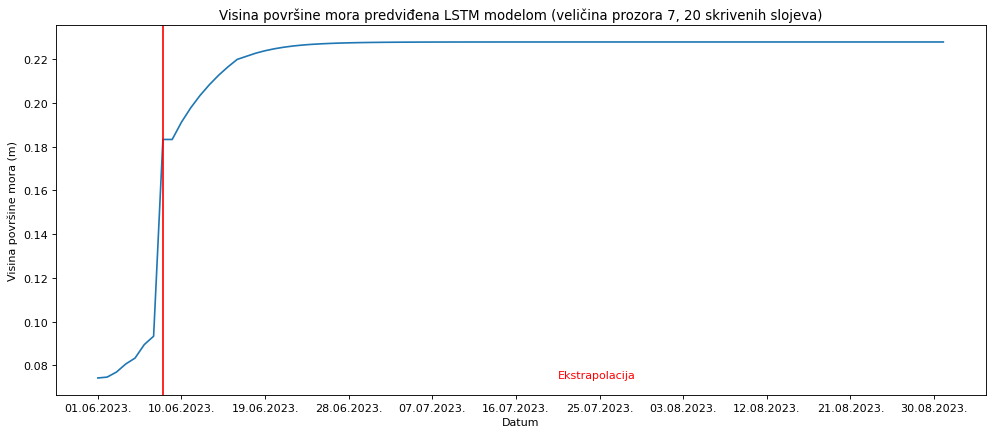 Visina površine mora predviđena LSTM modelom (veličina prozora 7, 20 skrivenih slojeva)
Visina površine mora (m)
0.22
0.20
0.18
0.16
0.14
0.12
0.10
0.08
Ekstrapolacija
01.06.2023. 10.06.2023. 19.06.2023. 28.06.2023. 07.07.2023. 16.07.2023. 25.07.2023. 03.08.2023. 12.08.2023. 21.08.2023. 30.08.2023.
Datum